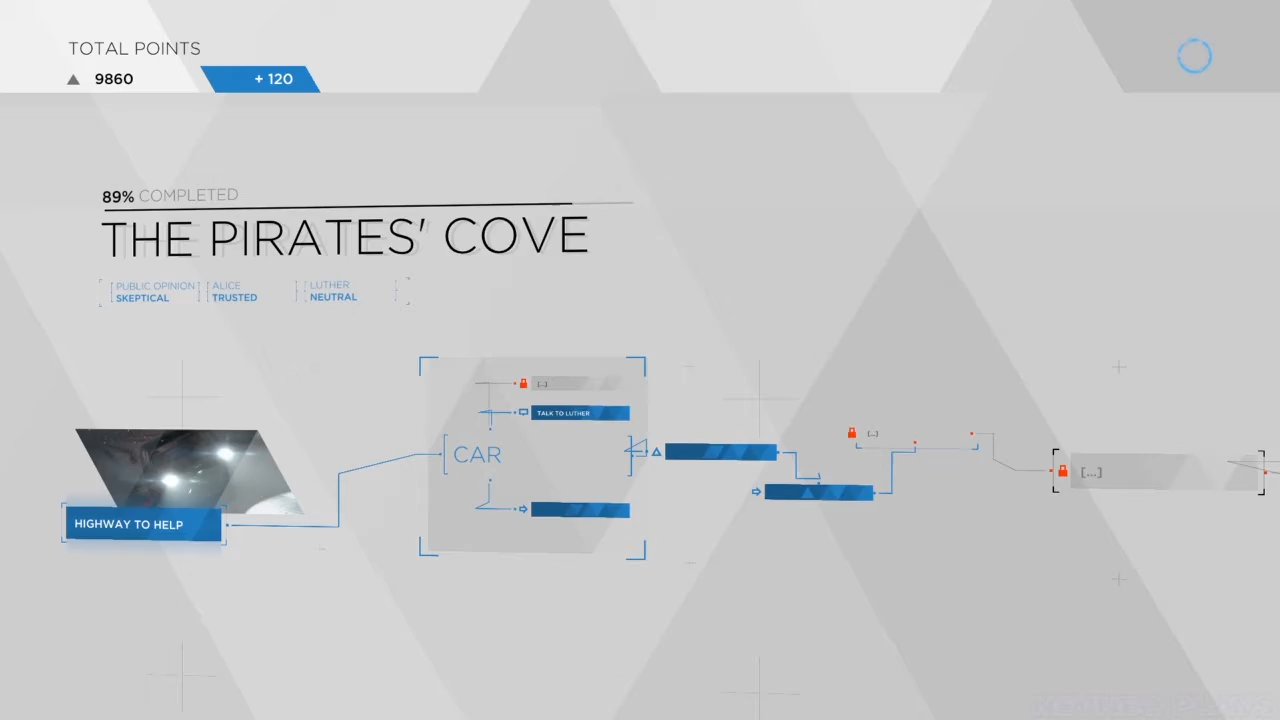 TOTAL POINTS
9860
+ 120
89% COMPLETED
THE PIRATES' COVE
PUBLIC OPINION
SKEPTICAL
ALICE
TRUSTED
LUTHER
NEUTRAL
[...]
TALK TO LUTHER
CAR
[...]
[...]
HIGHWAY TO HELP